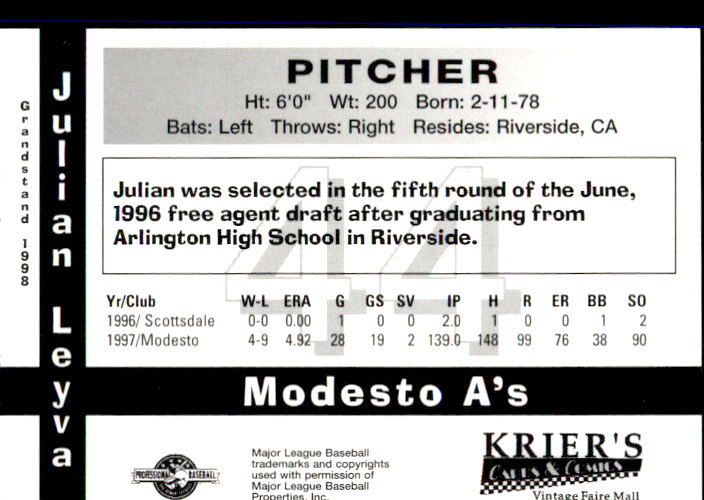 Grandstand 1998
Julian Leyva
PITCHER
Ht: 6'0" Wt: 200 Born: 2-11-78
Bats: Left Throws: Right Resides: Riverside, CA
44
Julian was selected in the fifth round of the June,
1996 free agent draft after graduating from
Arlington High School in Riverside.
Yr/Club W-L ERA G GS SV IP H R ER BB SO
1996/ Scottsdale 0-0 0.00 1 0 0 2.0 1 0 0 1 2
1997/Modesto 4-9 4.92 28 19 2 139.0 148 99 76 38 90
Modesto A's
PROFESSIONAL BASEBALL
Major League Baseball
trademarks and copyrights
used with permission of
Major League Baseball
Properties, Inc.
KRIER'S
CARDS & COMICS
Vintage Faire Mall